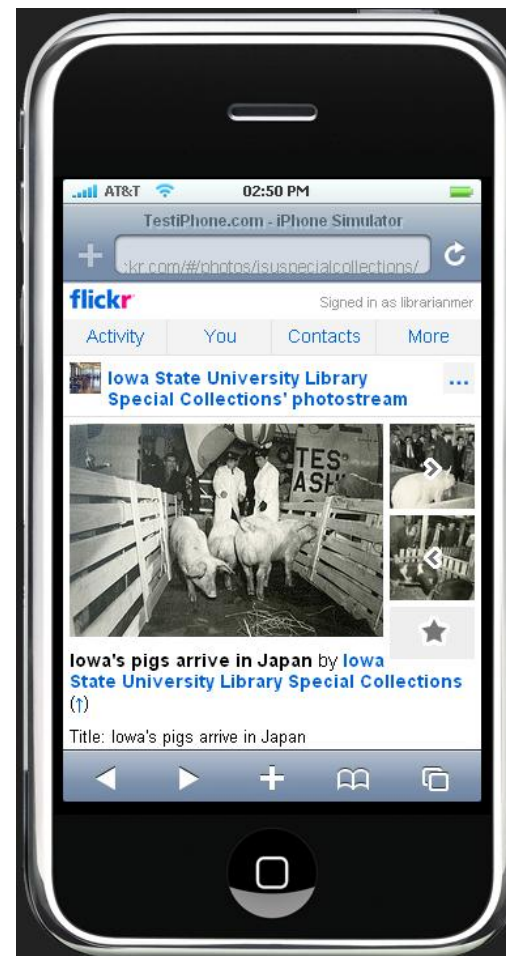 AT&T 02:50 PM
TestiPhone.com - iPhone Simulator
kr.com/#/photos/isuspecialcollections/
flickr
Signed in as librarianmer
Activity You Contacts More
Iowa State University Library
Special Collections' photostream
...
TES
ASH
Iowa's pigs arrive in Japan by Iowa
State University Library Special Collections
(↑)
Title: Iowa's pigs arrive in Japan